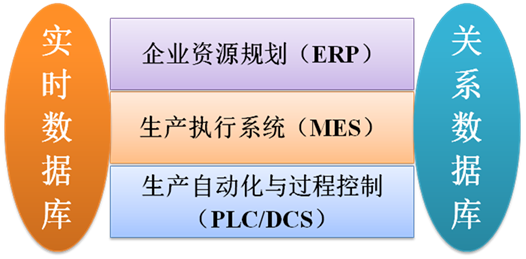 实时数据库
企业资源规划（ERP）
生产执行系统（MES）
生产自动化与过程控制
（PLC/DCS）
关系数据库